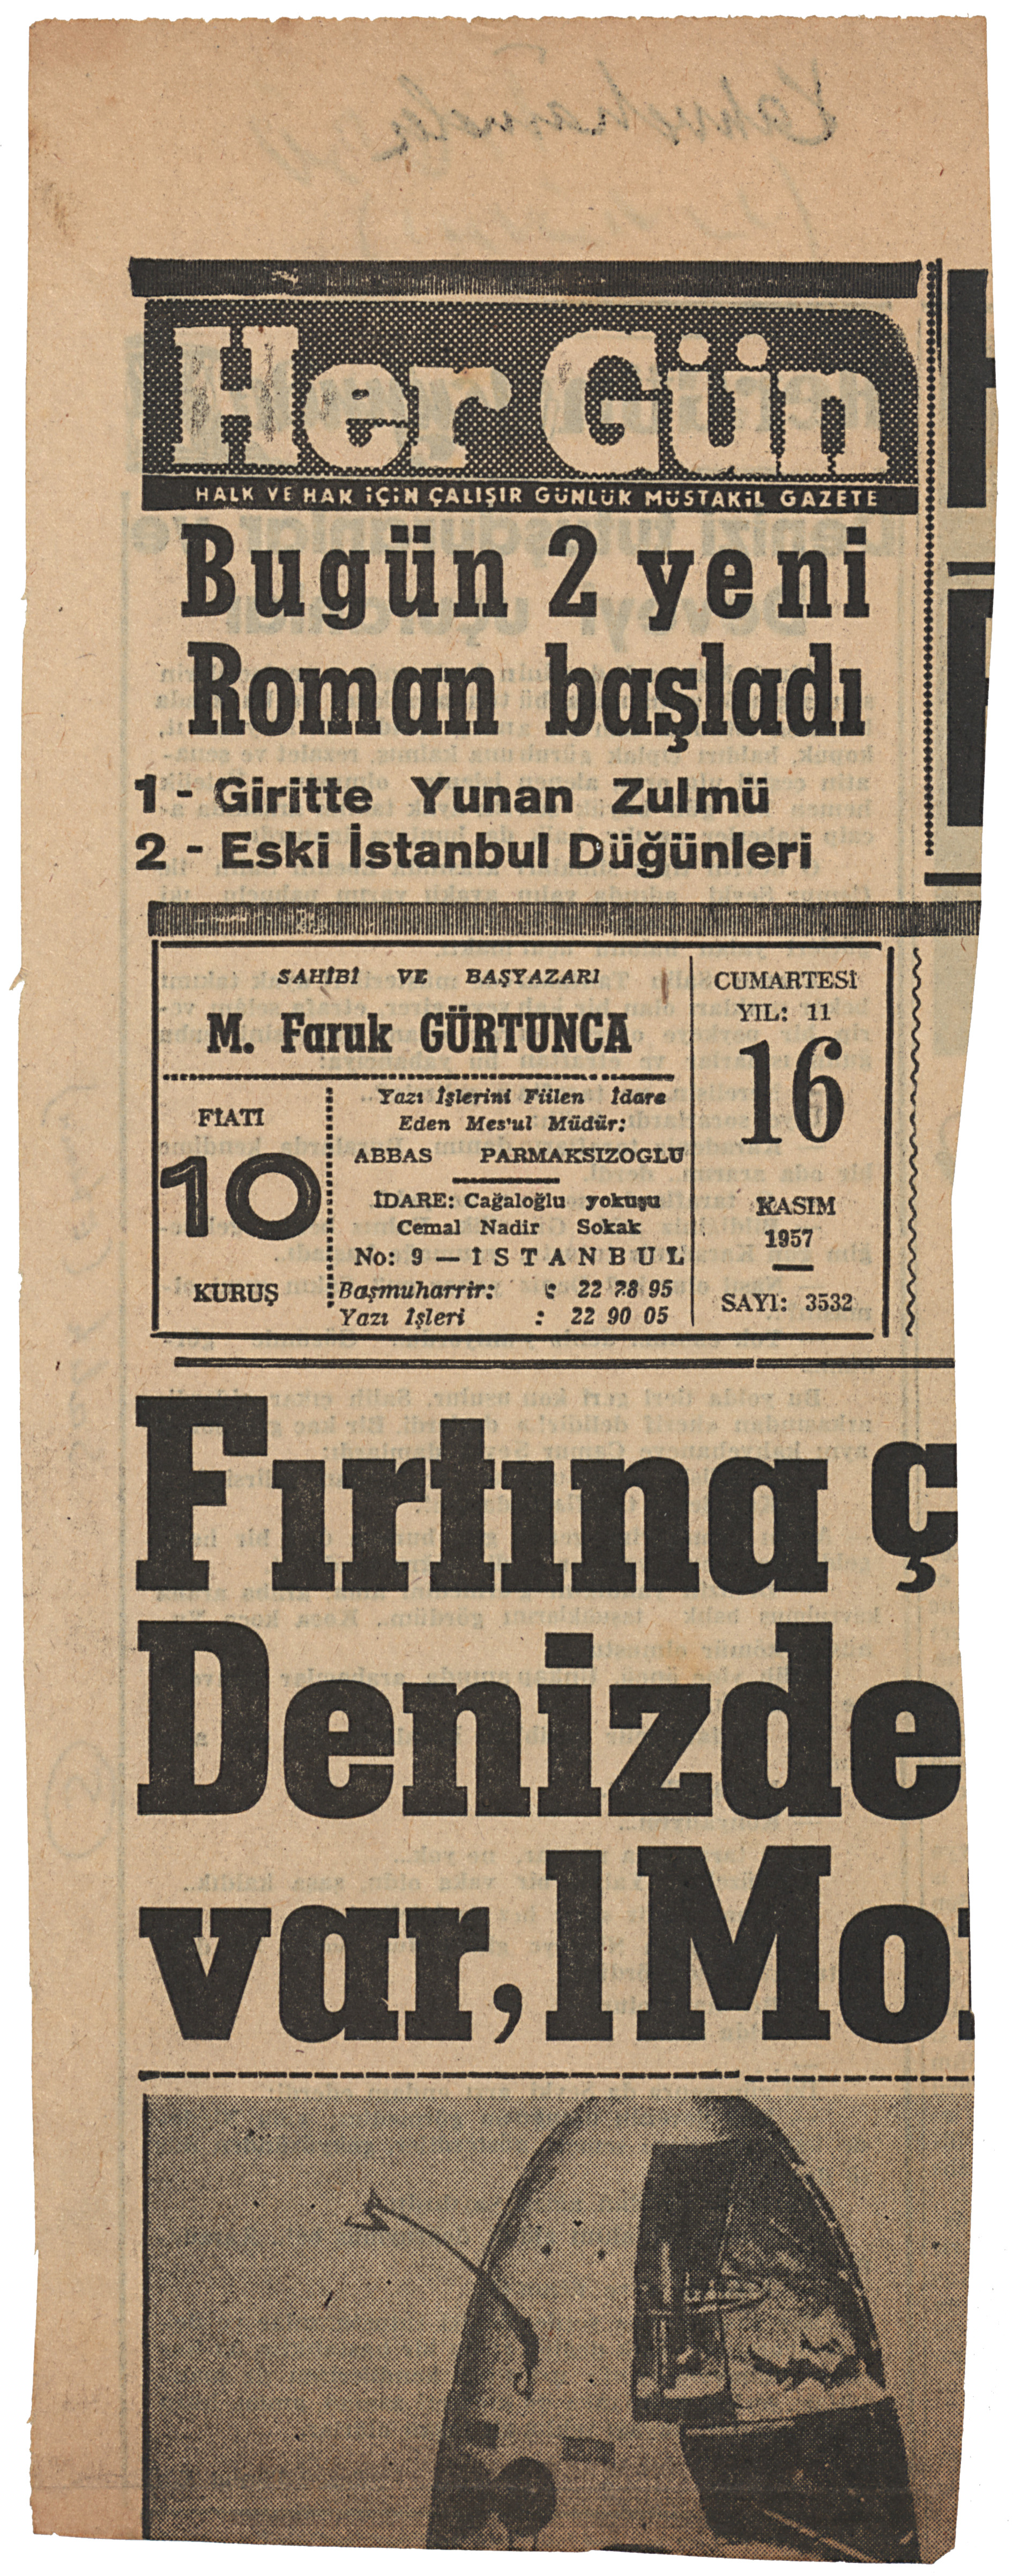 Her Gün
HALK VE HAK İÇİN ÇALIŞIR GÜNLÜK MÜSTAKİL GAZETE
Bugün 2 yeni
Roman başladı
1 - Giritte Yunan Zulmü
2 - Eski İstanbul Düğünleri
SAHİBİ VE BAŞYAZARI
M. Faruk GÜRTUNCA
FİATI
10
KURUŞ
Yazı İşlerini Fiilen İdare
Eden Mes'ul Müdür:
ABBAS PARMAKSIZOGLU
İDARE: Cağaloğlu yokuşu
Cemal Nadir Sokak
No: 9 — İSTANBUL
Başmuharrir: : 22 28 95
Yazı İşleri : 22 90 05
CUMARTESİ
YIL: 11
16
KASIM
1957
SAYI: 3532
Fırtına ç
Denizde
var, 1 Mo